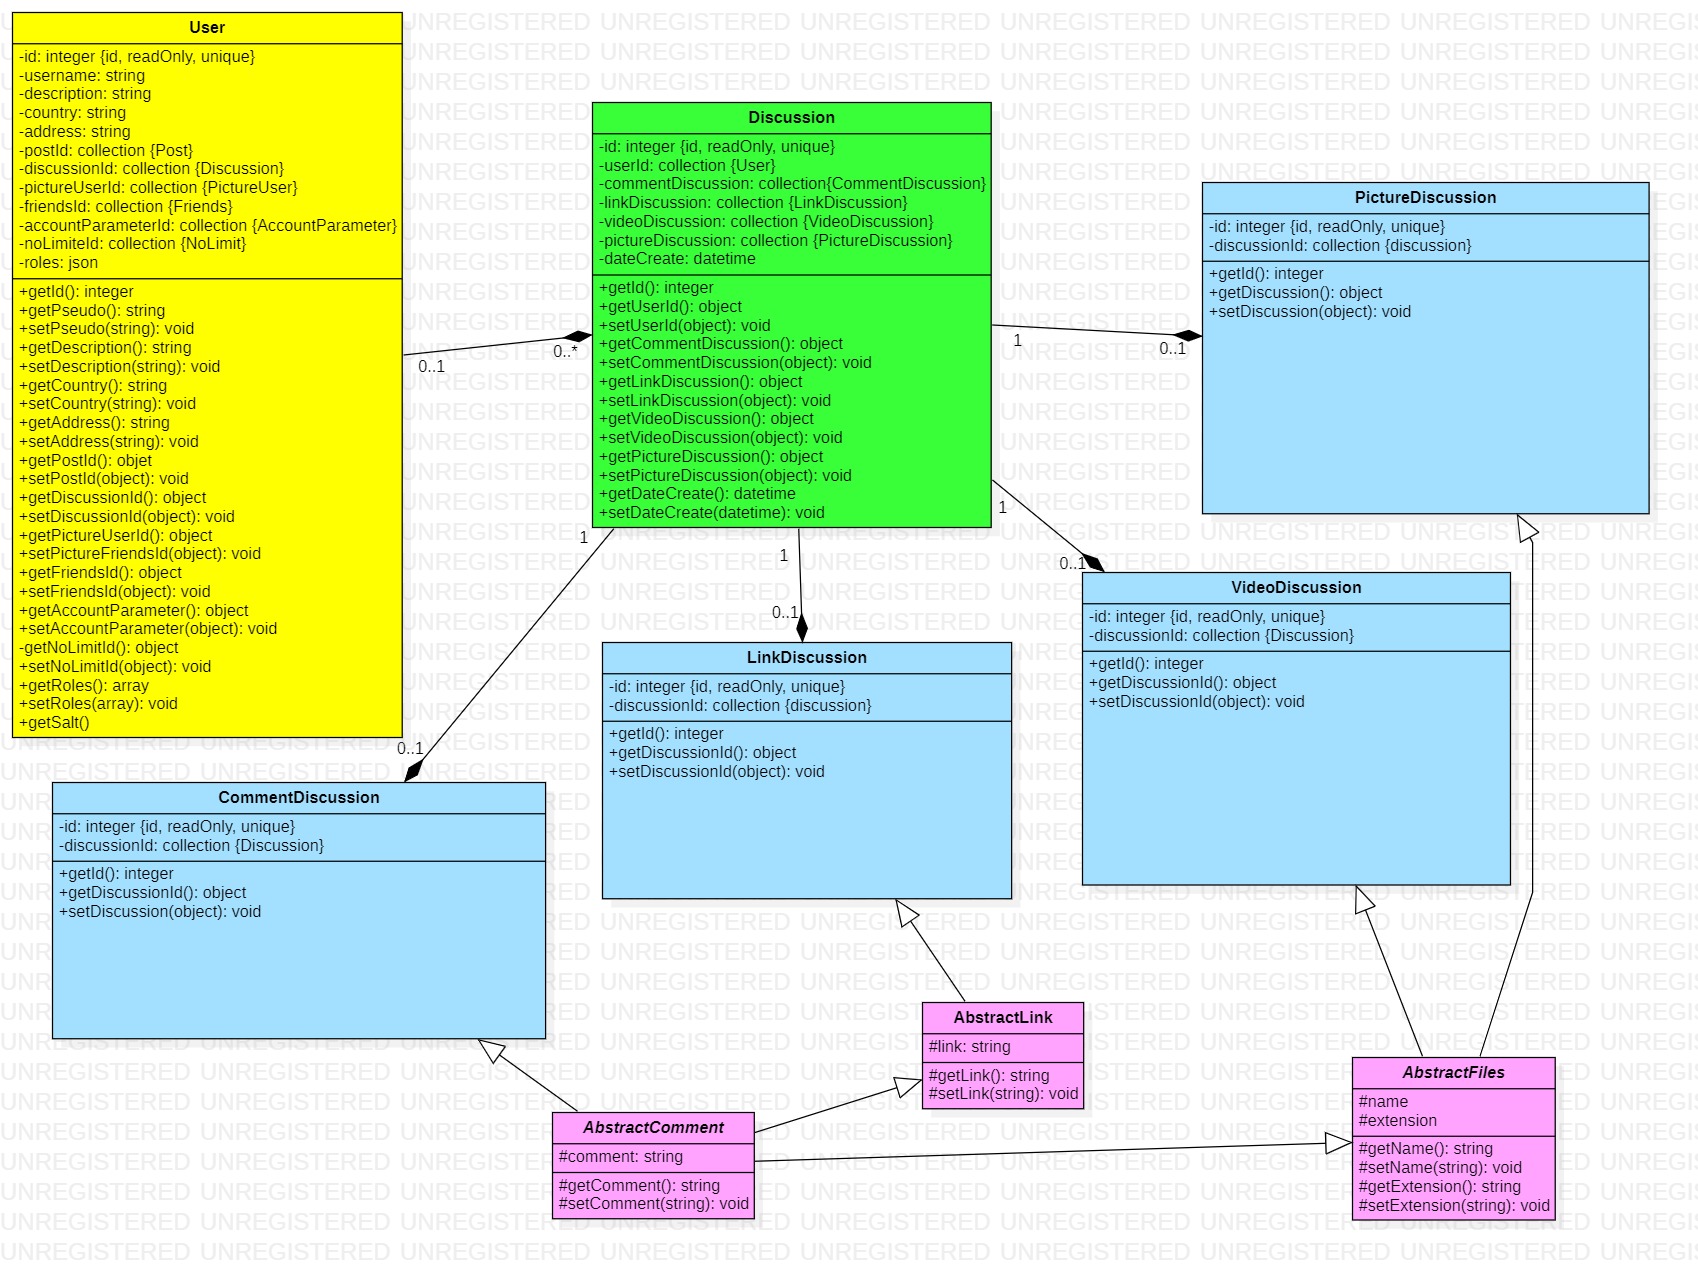 User
-id: integer {id, readOnly, unique}
-username: string
-description: string
-country: string
-address: string
-postId: collection {Post}
-discussionId: collection {Discussion}
-pictureUserId: collection {PictureUser}
-friendsId: collection {Friends}
-accountParameterId: collection {AccountParameter}
-noLimiteId: collection {NoLimit}
-roles: json
+getId(): integer
+getPseudo(): string
+setPseudo(string): void
+getDescription(): string
+setDescription(string): void
+getCountry(): string
+setCountry(string): void
+getAddress(): string
+setAddress(string): void
+getPostId(): objet
+setPostId(object): void
+getDiscussionId(): object
+setDiscussionId(object): void
+getPictureUserId(): object
+setPictureFriendsId(object): void
+getFriendsId(): object
+setFriendsId(object): void
+getAccountParameter(): object
+setAccountParameter(object): void
-getNoLimitId(): object
+setNoLimitId(object): void
+getRoles(): array
+setRoles(array): void
+getSalt()
0..1
0..*
Discussion
-id: integer {id, readOnly, unique}
-userId: collection {User}
-commentDiscussion: collection{CommentDiscussion}
-linkDiscussion: collection {LinkDiscussion}
-videoDiscussion: collection {VideoDiscussion}
-pictureDiscussion: collection {PictureDiscussion}
-dateCreate: datetime
+getId(): integer
+getUserId(): object
+setUserId(object): void
+getCommentDiscussion(): object
+setCommentDiscussion(object): void
+getLinkDiscussion(): object
+setLinkDiscussion(object): void
+getVideoDiscussion(): object
+setVideoDiscussion(object): void
+getPictureDiscussion(): object
+setPictureDiscussion(object): void
+getDateCreate(): datetime
+setDateCreate(datetime): void
1
0..1
PictureDiscussion
-id: integer {id, readOnly, unique}
-discussionId: collection {discussion}
+getId(): integer
+getDiscussion(): object
+setDiscussion(object): void
1
0..1
VideoDiscussion
-id: integer {id, readOnly, unique}
-discussionId: collection {Discussion}
+getId(): integer
+getDiscussionId(): object
+setDiscussionId(object): void
1
0..1
LinkDiscussion
-id: integer {id, readOnly, unique}
-discussionId: collection {discussion}
+getId(): integer
+getDiscussionId(): object
+setDiscussionId(object): void
1
0..1
CommentDiscussion
-id: integer {id, readOnly, unique}
-discussionId: collection {Discussion}
+getId(): integer
+getDiscussionId(): object
+setDiscussion(object): void
AbstractLink
#link: string
#getLink(): string
#setLink(string): void
AbstractComment
#comment: string
#getComment(): string
#setComment(string): void
AbstractFiles
#name
#extension
#getName(): string
#setName(string): void
#getExtension(): string
#setExtension(string): void
UNREGISTERED